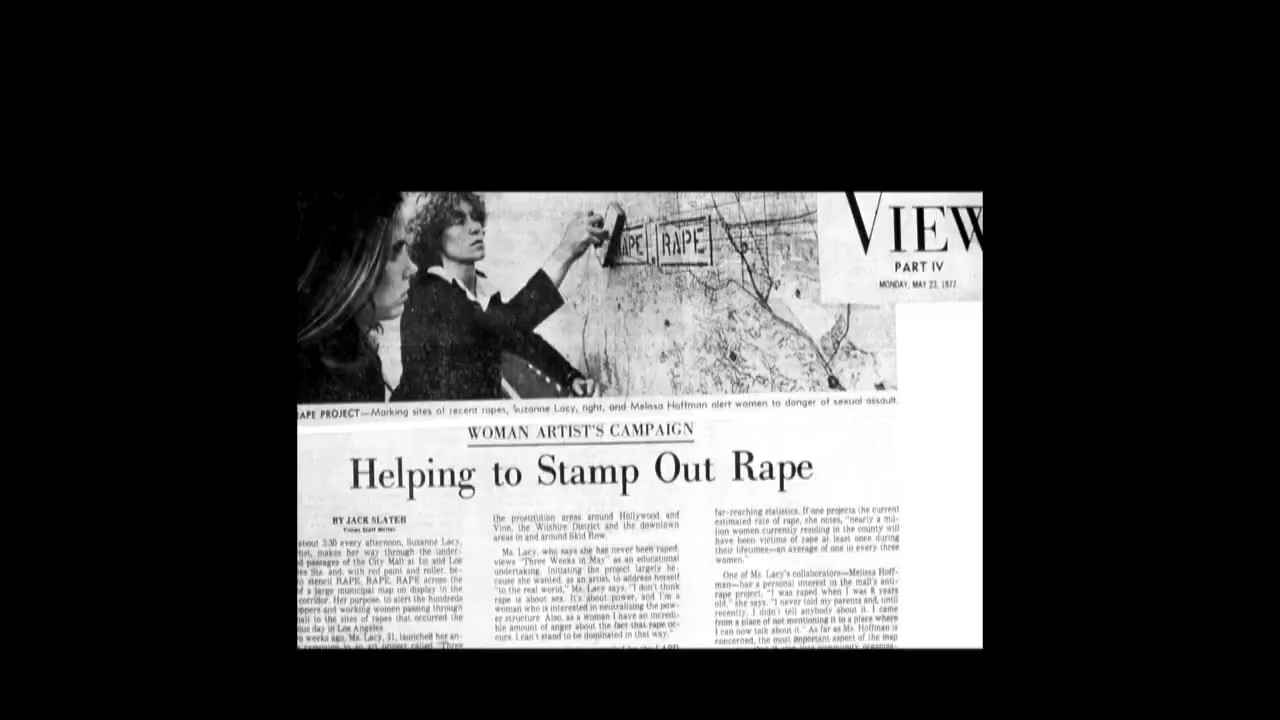 APE RAPE
VIEW
PART IV
MONDAY, MAY 23, 1977
APE PROJECT—Marking sites of recent rapes, Suzanne Lacy, right, and Melissa Hoffman alert women to danger of sexual assault.
WOMAN ARTIST'S CAMPAIGN
Helping to Stamp Out Rape
BY JACK SLATER
Times Staff Writer
about 3:30 every afternoon, Suzanne Lacy,
tist, makes her way through the under-
d passages of the City Mall at 1st and Los
es Sts. and, with red paint and roller, be-
to stencil RAPE, RAPE, RAPE across the
of a large municipal map on display in the
corridor. Her purpose, to alert the hundreds
oppers and working women passing through
all to the sites of rapes that occurred the
ous day in Los Angeles.
o weeks ago, Ms. Lacy, 31, launched her an-
campaign in an art project called "Three
the prostitution areas around Hollywood and
Vine, the Wilshire District and the downtown
areas in and around Skid Row.
Ms. Lacy, who says she has never been raped,
views "Three Weeks in May" as an educational
undertaking. Initiating the project largely be-
cause she wanted, as an artist, to address herself
"to the real world," Ms. Lacy says, "I don't think
rape is about sex. It's about power, and I'm a
woman who is interested in neutralizing the pow-
er structure. Also, as a woman I have an incredi-
ble amount of anger about the fact that rape oc-
curs. I can't stand to be dominated in that way."
far-reaching statistics. If one projects the current
estimated rate of rape, she notes, "nearly a mil-
lion women currently residing in the county will
have been victims of rape at least once during
their lifetimes—an average of one in every three
women."
One of Ms. Lacy's collaborators—Melissa Hoff-
man—has a personal interest in the mall's anti-
rape project. "I was raped when I was 8 years
old," she says. "I never told my parents and, until
recently, I didn't tell anybody about it. I came
from a place of not mentioning it to a place where
I can now talk about it." As far as Ms. Hoffman is
concerned, the most important aspect of the map